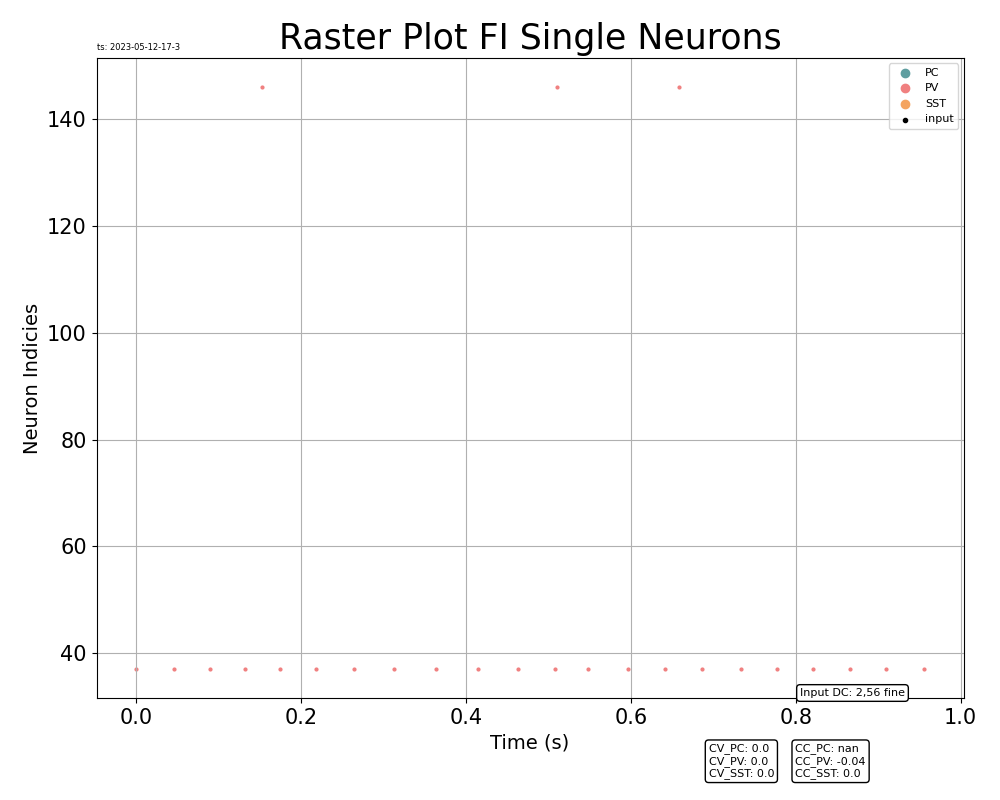 Raster Plot FI Single Neurons
ts: 2023-05-12-17-3
PC
PV
SST
input
140
120
100
80
60
40
Neuron Indicies
Input DC: 2,56 fine
0.0 0.2 0.4 0.6 0.8 1.0
Time (s)
CV_PC: 0.0
CV_PV: 0.0
CV_SST: 0.0
CC_PC: nan
CC_PV: -0.04
CC_SST: 0.0